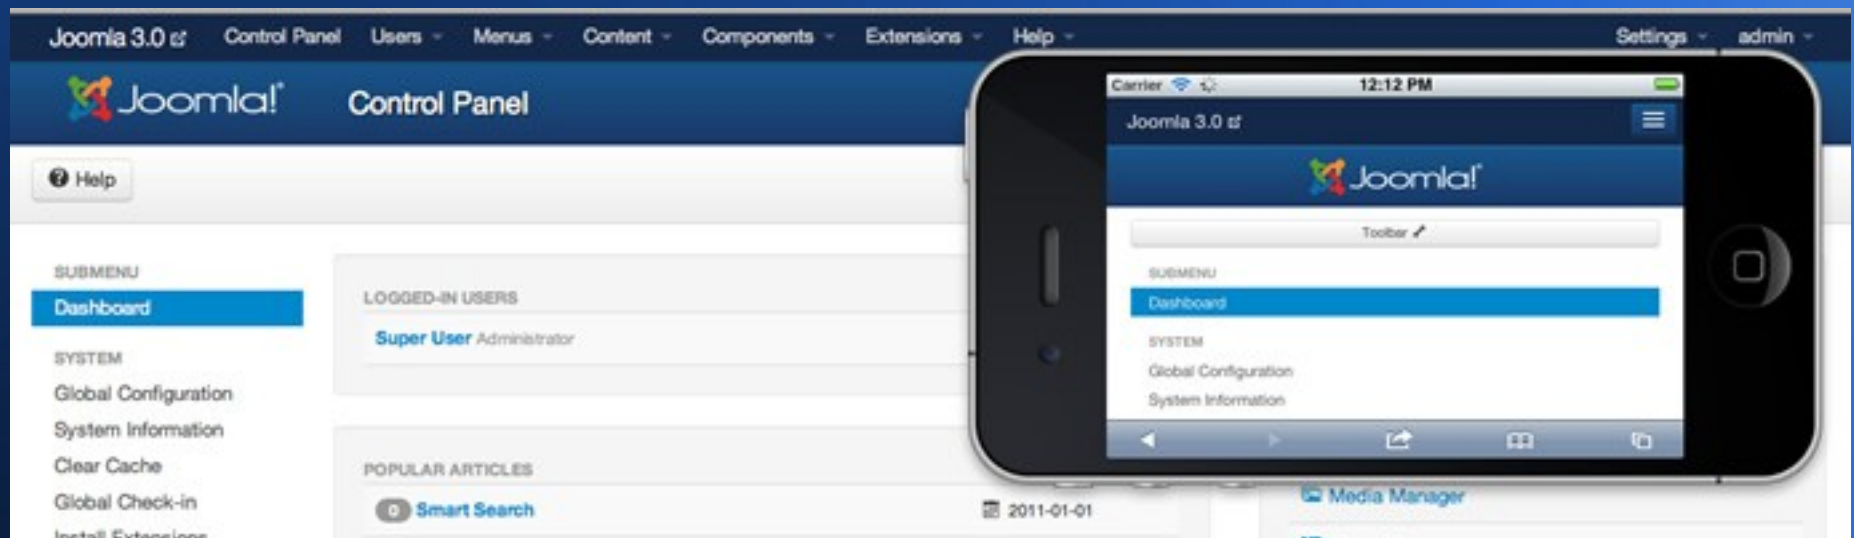 Joomla 3.0 Control Panel Users Menus Content Components Extensions Help Settings admin
Joomla!
Control Panel
Help
SUBMENU
Dashboard
SYSTEM
Global Configuration
System Information
Clear Cache
Global Check-in
Install Extensions
LOGGED-IN USERS
Super User Administrator
POPULAR ARTICLES
0 Smart Search 2011-01-01
Media Manager
Carrier 12:12 PM
Joomla 3.0
Joomla!
Toolbar
SUBMENU
Dashboard
SYSTEM
Global Configuration
System Information